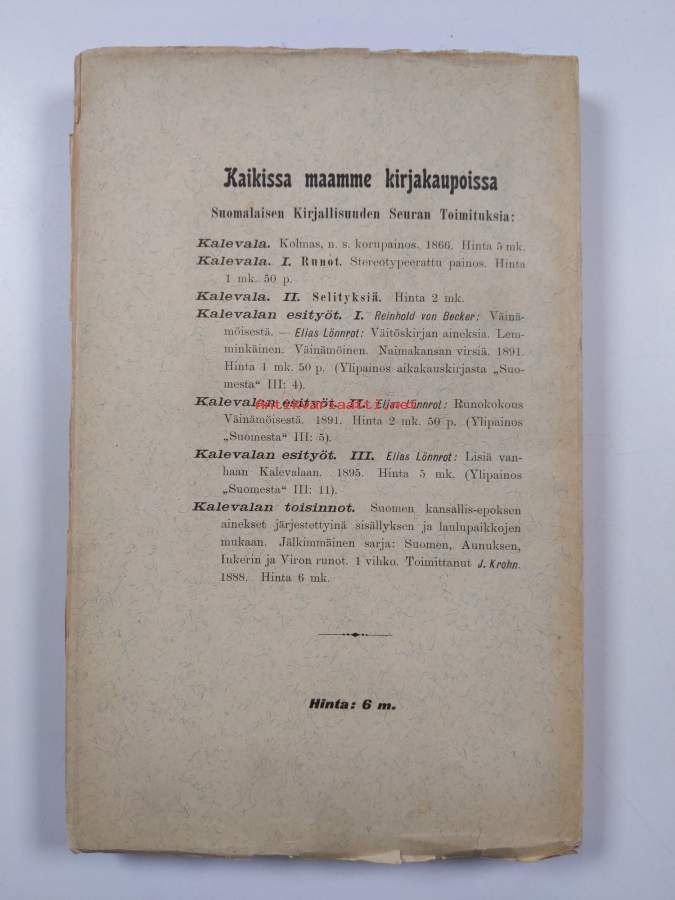 Kaikissa maamme kirjakaupoissa
Suomalaisen Kirjallisuuden Seuran Toimituksia:
Kalevala. Kolmas, n. s. korupainos. 1866. Hinta 5 mk.
Kalevala. I. Runot. Stereotypeerattu painos. Hinta
1 mk. 50 p.
Kalevala. II. Selityksiä. Hinta 2 mk.
Kalevalan esityöt. I. Reinhold von Becker: Väinä-
möisestä. — Elias Lönnrot: Väitöskirjan aineksia. Lem-
minkäinen. Väinämöinen. Naimakansan virsiä. 1891.
Hinta 1 mk. 50 p. (Ylipainos aikakauskirjasta „Suo-
mesta“ III: 4).
Kalevalan esityöt. II. Elias Lönnrot: Runokokous
Väinämöisestä. 1891. Hinta 2 mk. 50 p. (Ylipainos
„Suomesta“ III: 5).
Kalevalan esityöt. III. Elias Lönnrot: Lisiä van-
haan Kalevalaan. 1895. Hinta 5 mk. (Ylipainos
„Suomesta“ III: 11).
Kalevalan toisinnot. Suomen kansallis-epoksen
ainekset järjestettyinä sisällyksen ja laulupaikkojen
mukaan. Jälkimmäinen sarja: Suomen, Aunuksen,
Inkerin ja Viron runot. 1 vihko. Toimittanut J. Krohn.
1888. Hinta 6 mk.
Hinta: 6 m.
Antikvariaatti.net